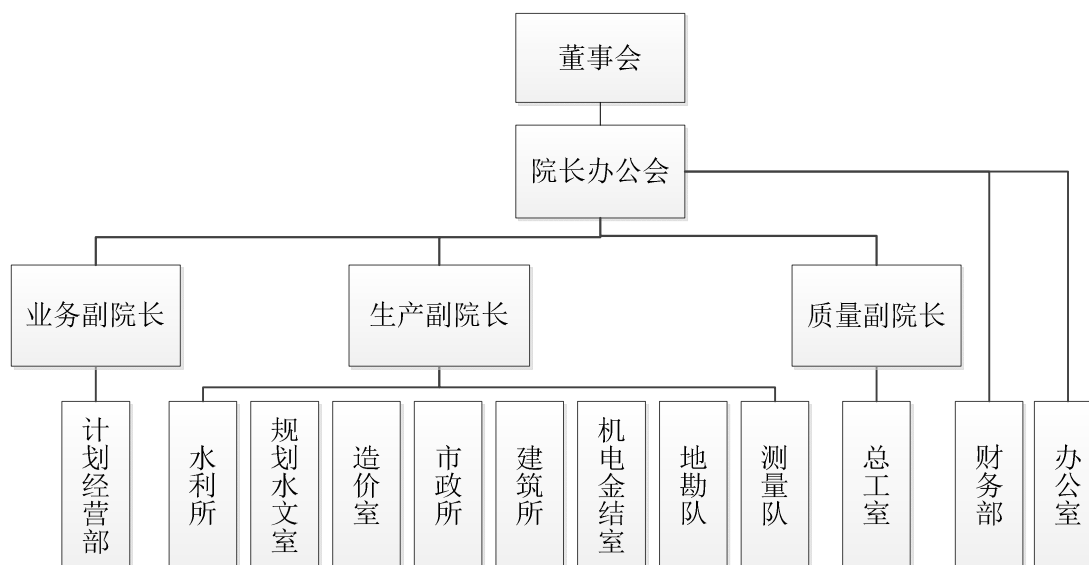 董事会
院长办公会
业务副院长
生产副院长
质量副院长
计划经营部
水利所
规划水文室
造价室
市政所
建筑所
机电金结室
地勘队
测量队
总工室
财务部
办公室